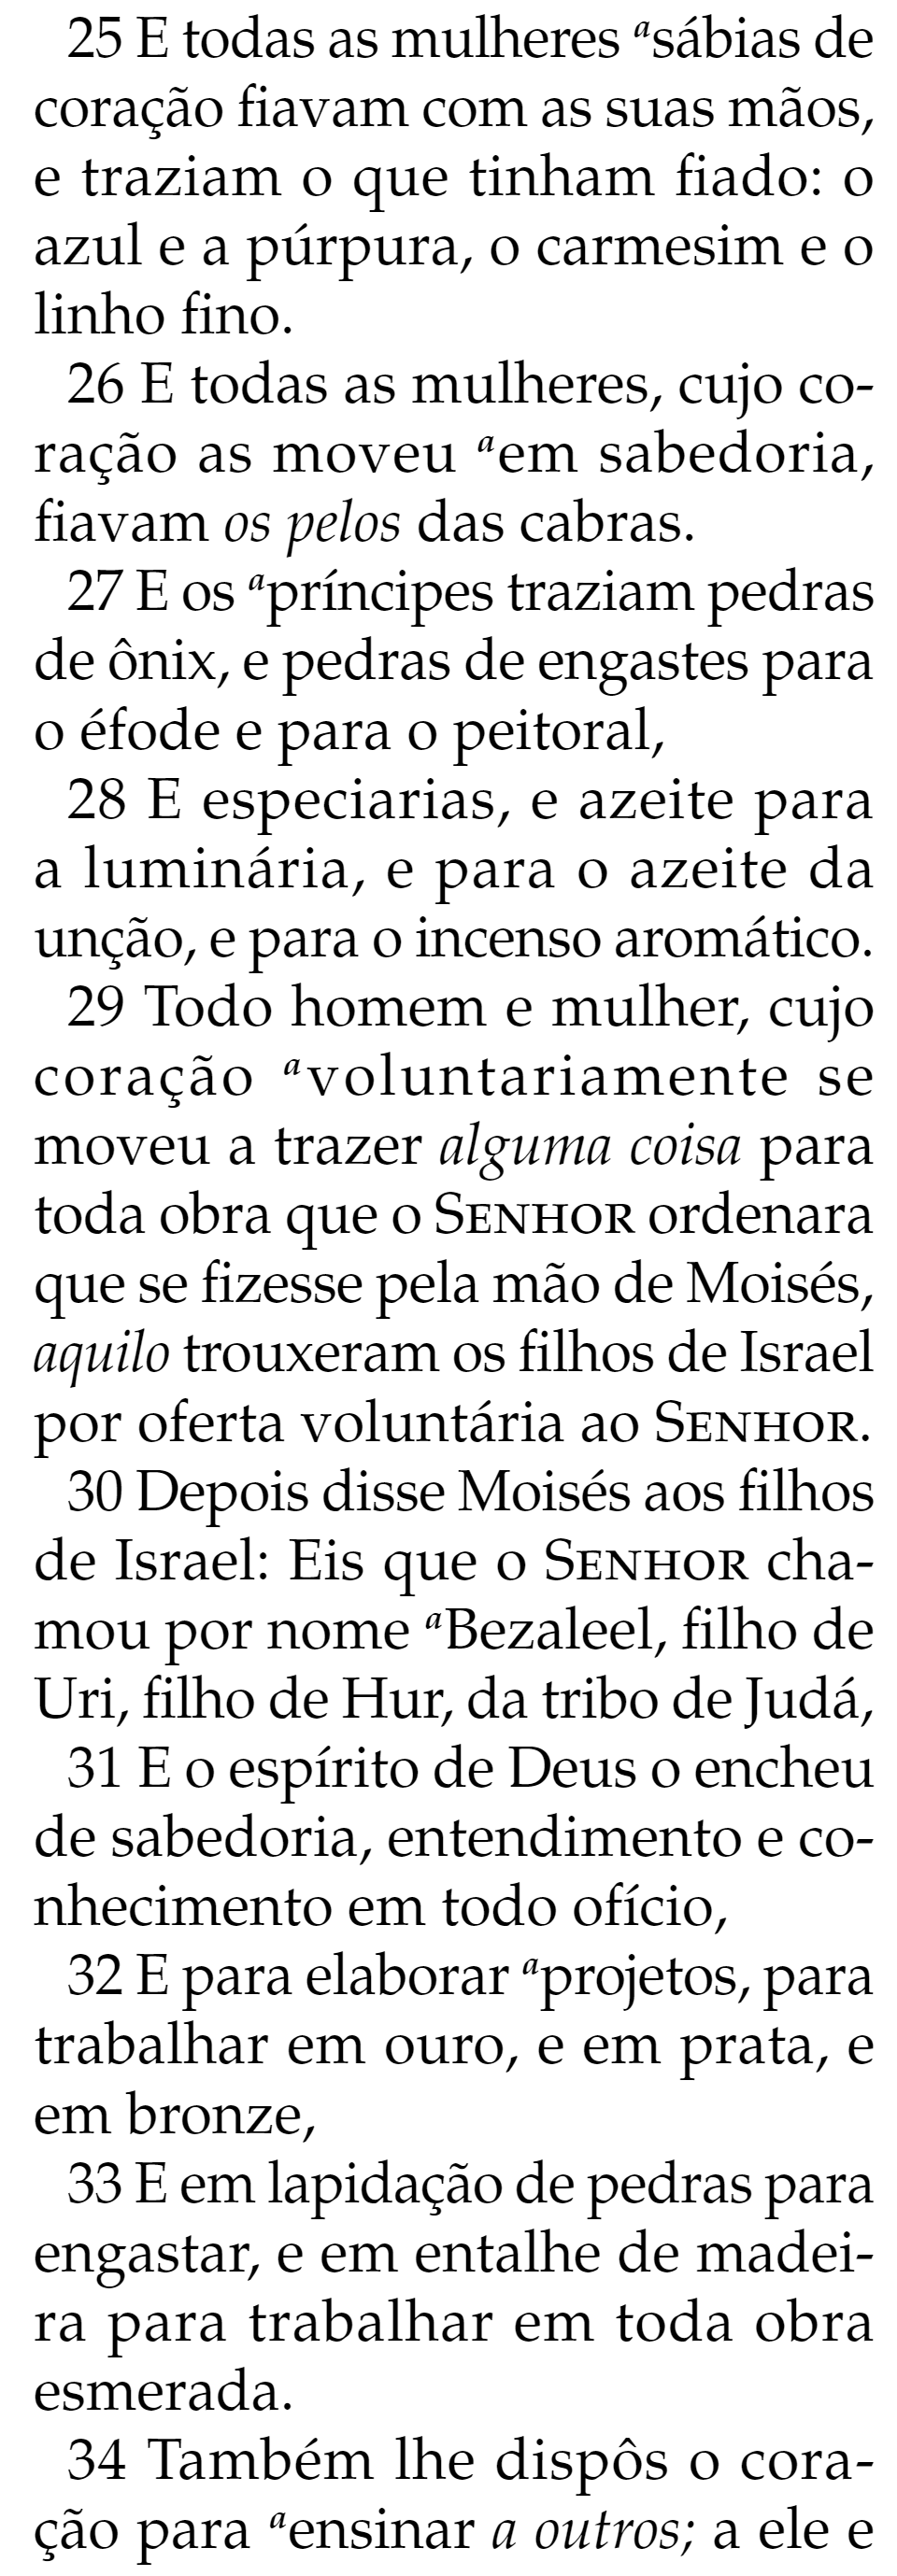 25 E todas as mulheres ᵃsábias de
coração fiavam com as suas mãos,
e traziam o que tinham fiado: o
azul e a púrpura, o carmesim e o
linho fino.
26 E todas as mulheres, cujo co-
ração as moveu ᵃem sabedoria,
fiavam os pelos das cabras.
27 E os ᵃpríncipes traziam pedras
de ônix, e pedras de engastes para
o éfode e para o peitoral,
28 E especiarias, e azeite para
a luminária, e para o azeite da
unção, e para o incenso aromático.
29 Todo homem e mulher, cujo
coração ᵃvoluntariamente se
moveu a trazer alguma coisa para
toda obra que o SENHOR ordenara
que se fizesse pela mão de Moisés,
aquilo trouxeram os filhos de Israel
por oferta voluntária ao SENHOR.
30 Depois disse Moisés aos filhos
de Israel: Eis que o SENHOR cha-
mou por nome ᵃBezaleel, filho de
Uri, filho de Hur, da tribo de Judá,
31 E o espírito de Deus o encheu
de sabedoria, entendimento e co-
nhecimento em todo ofício,
32 E para elaborar ᵃprojetos, para
trabalhar em ouro, e em prata, e
em bronze,
33 E em lapidação de pedras para
engastar, e em entalhe de madei-
ra para trabalhar em toda obra
esmerada.
34 Também lhe dispôs o cora-
ção para ᵃensinar a outros; a ele e